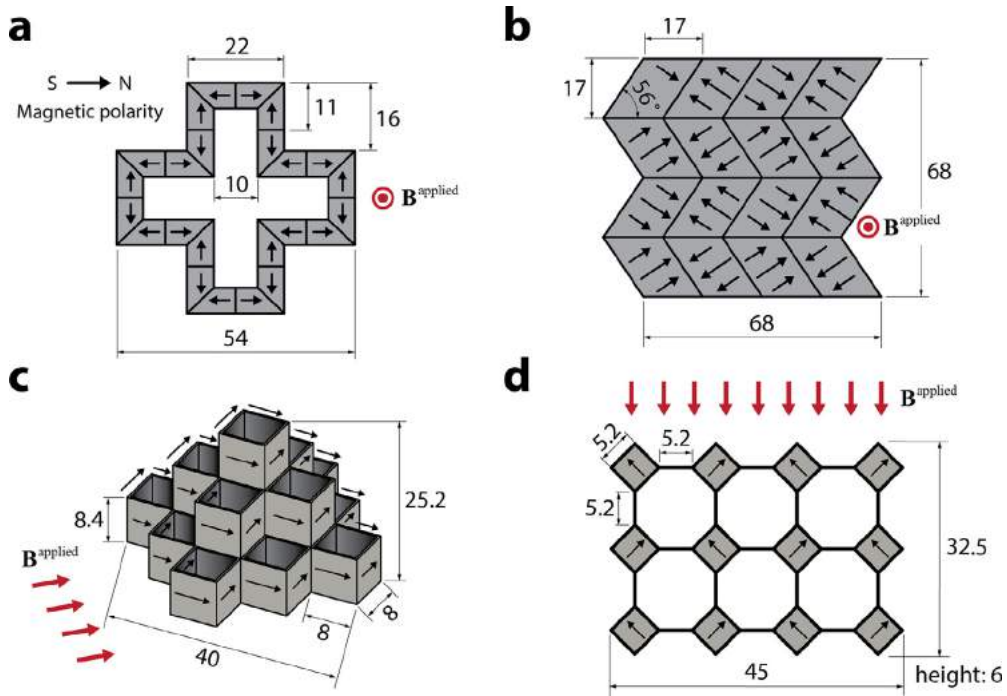 a
22
S → N
Magnetic polarity
11
16
10
B applied
54
b
17
17
56°
68
B applied
68
c
8.4
25.2
B applied
8
8
40
d
B applied
5.2
5.2
5.2
32.5
45
height: 6